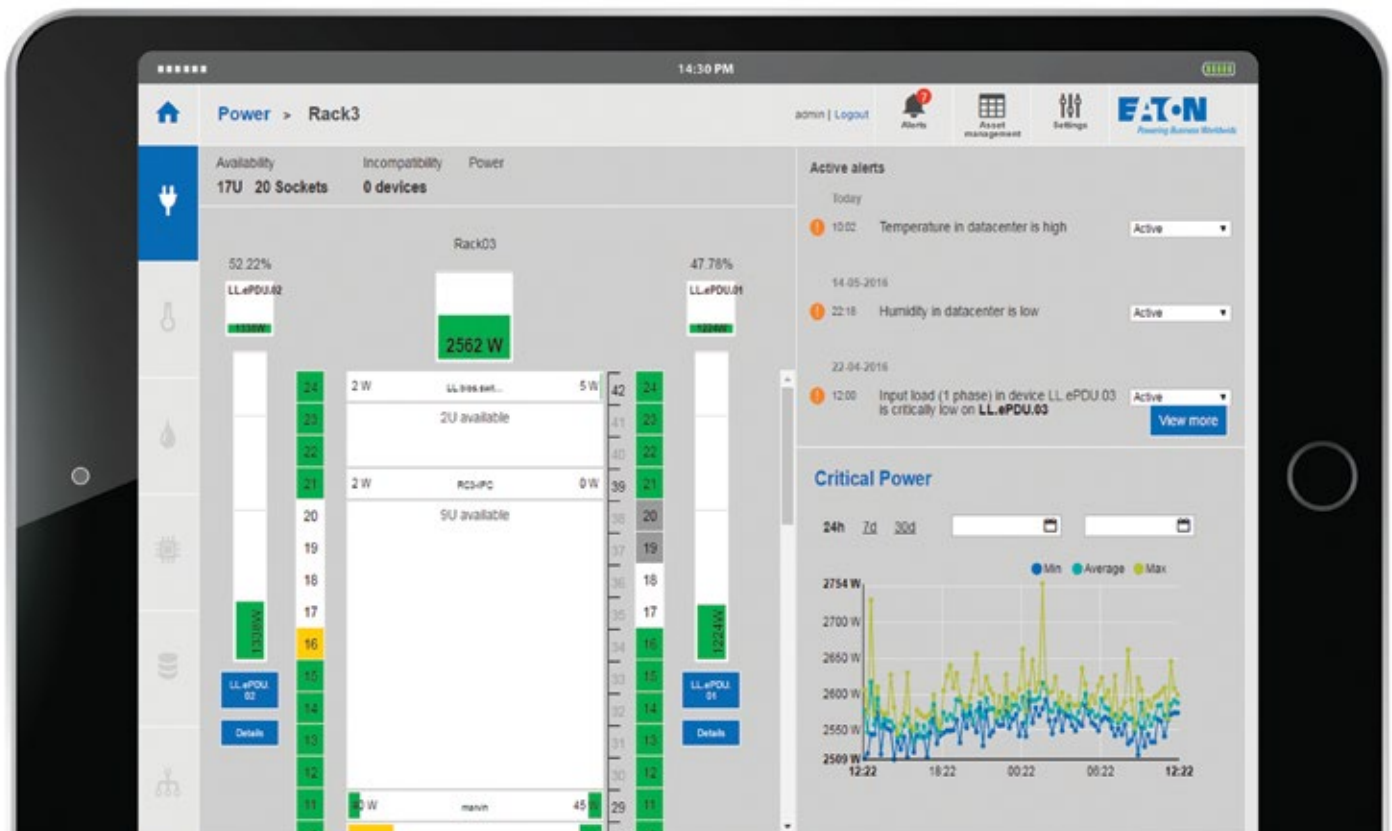 14:30 PM
Power > Rack3
admin | Logout
7
Alerts
Asset
management
Settings
EATON
Powering Business Worldwide
Availability
Incompatibility
Power
17U 20 Sockets
0 devices
Rack03
52.22%
47.78%
LL.ePDU.02
LL.ePDU.01
1338W
1224W
2562 W
24
2 W
5 W
42
24
23
2U available
41
23
22
40
22
21
2 W
RC3-IPC
0 W
39
21
20
9U available
38
20
19
37
19
18
36
18
17
35
17
1338W
1224W
16
34
16
15
33
15
LL.ePDU.
02
LL.ePDU.
01
14
32
14
Details
Details
13
31
13
12
30
12
11
W
marvin
45 W
29
11
Active alerts
Today
10:02 Temperature in datacenter is high
Active
14-05-2016
22:18 Humidity in datacenter is low
Active
22-04-2016
12:00 Input load (1 phase) in device LL.ePDU.03
is critically low on LL.ePDU.03
Active
View more
Critical Power
24h 7d 30d
Min Average Max
2754 W
2700 W
2650 W
2600 W
2550 W
2509 W
12:22 18:22 00:22 06:22 12:22